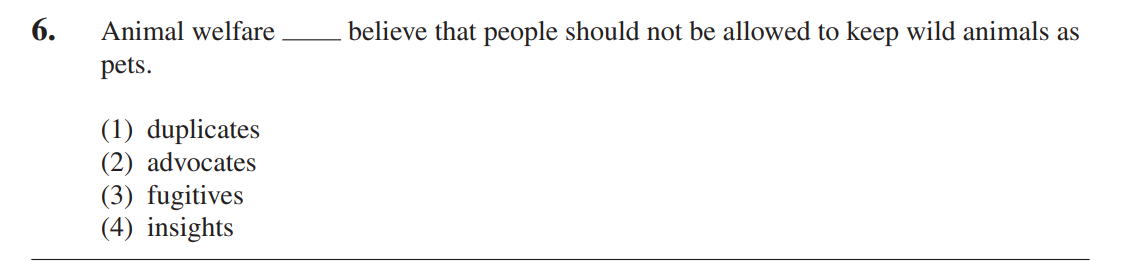 6. Animal welfare _____ believe that people should not be allowed to keep wild animals as
pets.
(1) duplicates
(2) advocates
(3) fugitives
(4) insights